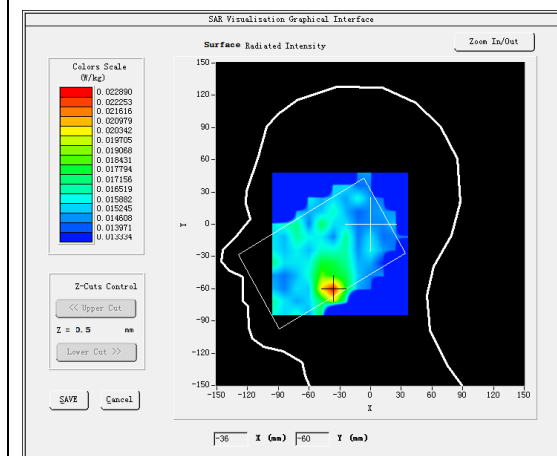 SAR Visualisation Graphical Interface
Surface Radiated Intensity
Zoom In/Out
Colors Scale
(W/kg)
0.022890
0.022253
0.021616
0.020979
0.020342
0.019705
0.019068
0.018431
0.017794
0.017156
0.016519
0.015882
0.015245
0.014608
0.013971
0.013334
Z-Cuts Control
<< Upper Cut
Z = 0.5 mm
Lower Cut >>
SAVE Cancel
150
120
90
60
30
0
-30
-60
-90
-120
-150
Y
-150 -120 -90 -60 -30 0 30 60 90 120 150
X
-36 X (mm) -60 Y (mm)